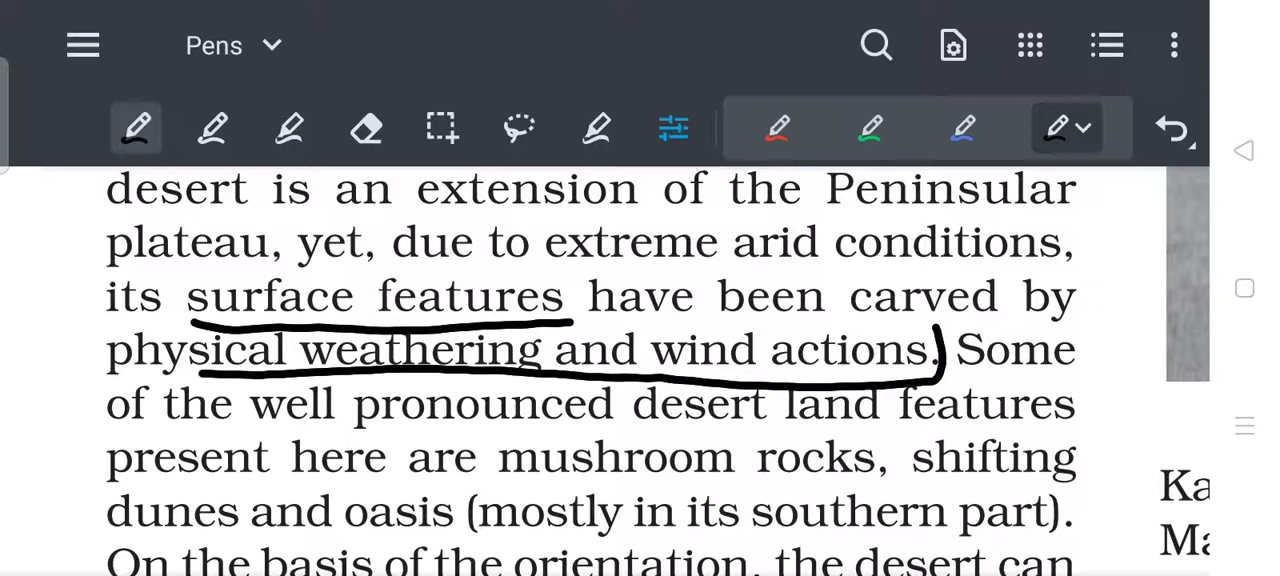 Pens
desert is an extension of the Peninsular
plateau, yet, due to extreme arid conditions,
its surface features have been carved by
physical weathering and wind actions. Some
of the well pronounced desert land features
present here are mushroom rocks, shifting
dunes and oasis (mostly in its southern part).
On the basis of the orientation, the desert can
Ka
Ma